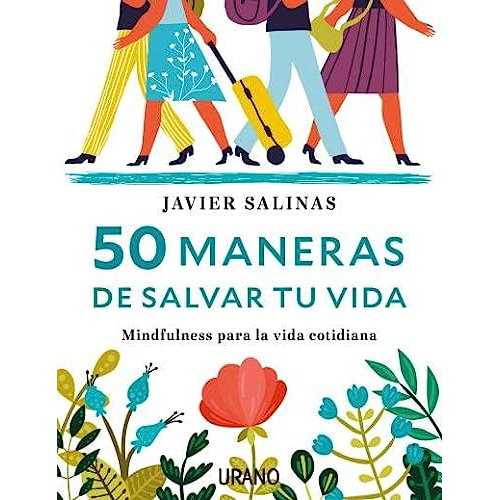 JAVIER SALINAS
50 MANERAS
DE SALVAR TU VIDA
Mindfulness para la vida cotidiana
URANO